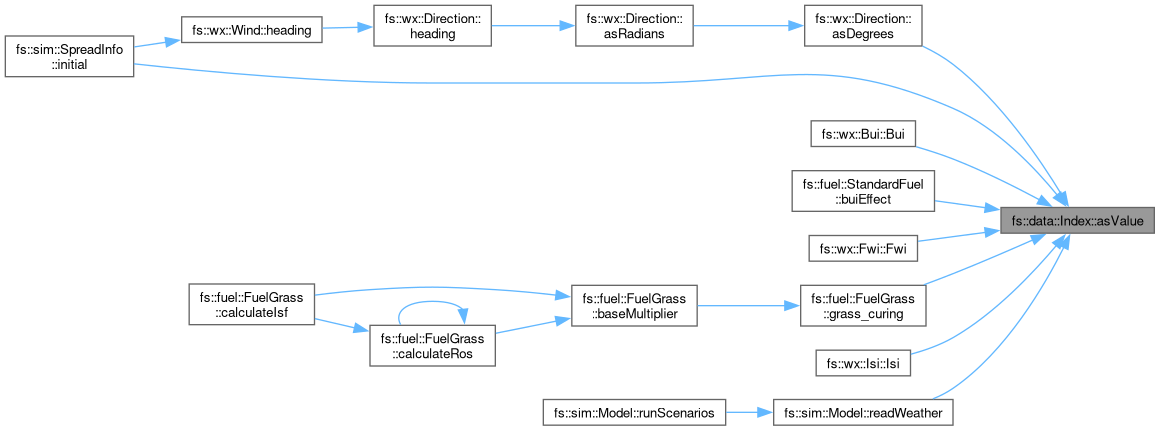 fs::sim::SpreadInfo
::initial
fs::wx::Wind::heading
fs::wx::Direction::
heading
fs::wx::Direction::
asRadians
fs::wx::Direction::
asDegrees
fs::wx::Bui::Bui
fs::fuel::StandardFuel
::buiEffect
fs::data::Index::asValue
fs::wx::Fwi::Fwi
fs::fuel::FuelGrass
::calculateIsf
fs::fuel::FuelGrass
::calculateRos
fs::fuel::FuelGrass
::baseMultiplier
fs::fuel::FuelGrass
::grass_curing
fs::wx::Isi::Isi
fs::sim::Model::runScenarios
fs::sim::Model::readWeather